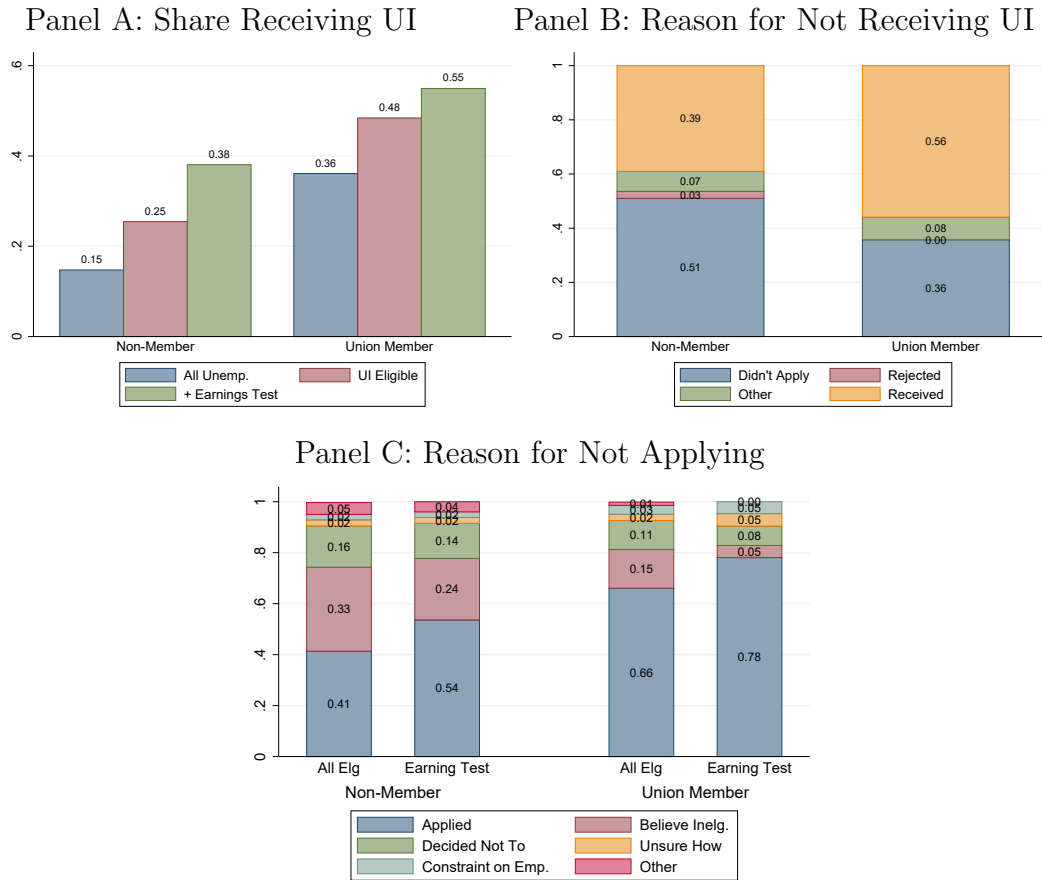 Panel A: Share Receiving UI
.6
.4
.2
0
0.15
0.25
0.38
0.36
0.48
0.55
Non-Member
Union Member
All Unemp.
UI Eligible
+ Earnings Test
Panel B: Reason for Not Receiving UI
1
.8
.6
.4
.2
0
0.39
0.07
0.03
0.51
0.56
0.08
0.00
0.36
Non-Member
Union Member
Didn't Apply
Rejected
Other
Received
Panel C: Reason for Not Applying
1
.8
.6
.4
.2
0
0.05
0.02
0.02
0.16
0.33
0.41
0.04
0.02
0.02
0.14
0.24
0.54
0.01
0.03
0.02
0.11
0.15
0.66
0.00
0.05
0.05
0.08
0.05
0.78
All Elg
Earning Test
All Elg
Earning Test
Non-Member
Union Member
Applied
Believe Inelg.
Decided Not To
Unsure How
Constraint on Emp.
Other